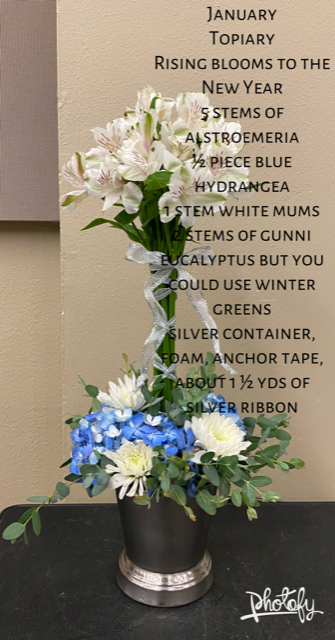 January
Topiary
Rising blooms to the
New Year
5 stems of
alstroemeria
½ piece blue
hydrangea
1 stem white mums
2 stems of gunni
eucalyptus but you
could use winter
greens
silver container,
foam, anchor tape,
about 1 ½ yds of
silver ribbon
photofy